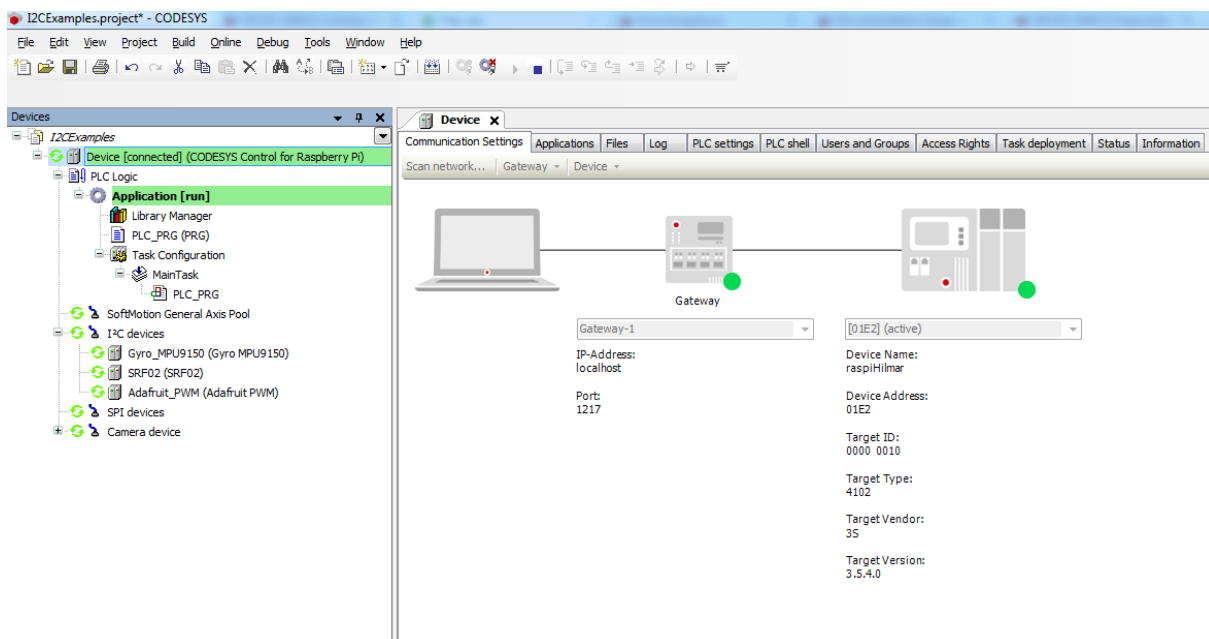 I2CExamples.project* - CODESYS
File Edit View Project Build Online Debug Tools Window Help
Devices
I2CExamples
Device [connected] (CODESYS Control for Raspberry Pi)
PLC Logic
Application [run]
Library Manager
PLC_PRG (PRG)
Task Configuration
MainTask
PLC_PRG
SoftMotion General Axis Pool
I²C devices
Gyro_MPU9150 (Gyro MPU9150)
SRF02 (SRF02)
Adafruit_PWM (Adafruit PWM)
SPI devices
Camera device
Device
Communication Settings Applications Files Log PLC settings PLC shell Users and Groups Access Rights Task deployment Status Information
Scan network... Gateway Device
Gateway
Gateway-1
IP-Address:
localhost
Port:
1217
[01E2] (active)
Device Name:
raspiHilmar
Device Address:
01E2
Target ID:
0000 0010
Target Type:
4102
Target Vendor:
3S
Target Version:
3.5.4.0